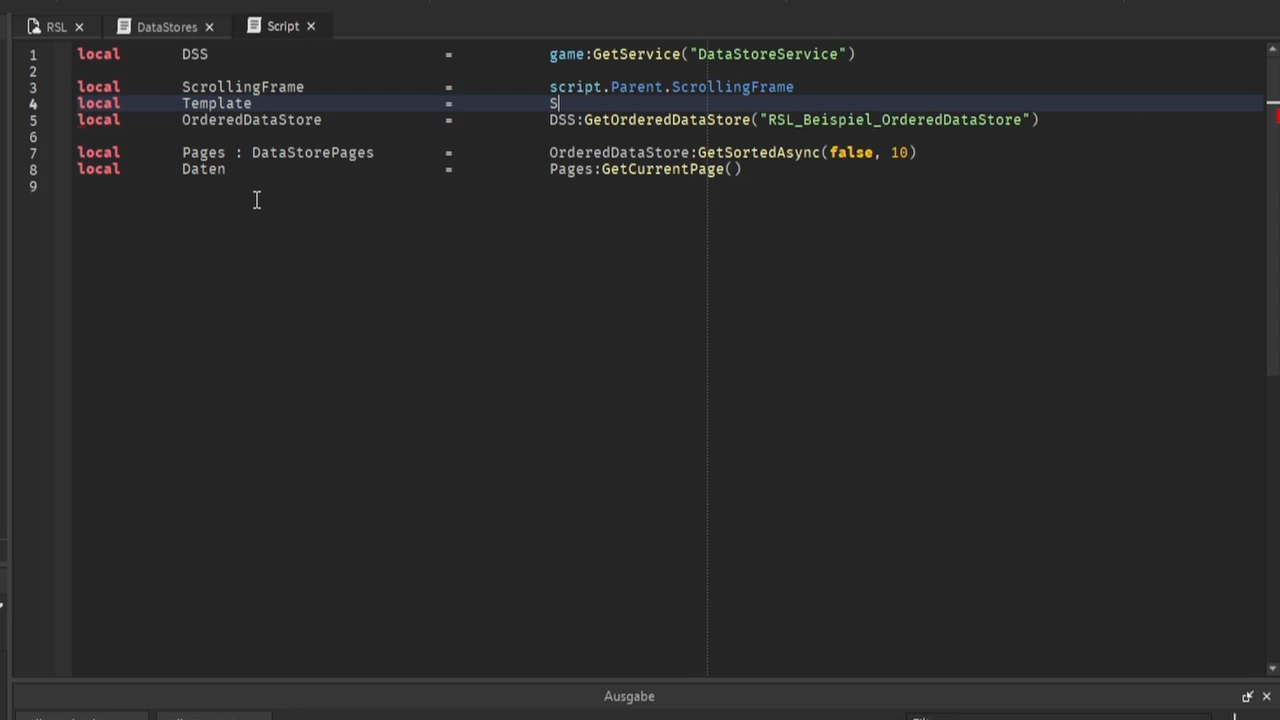 RSL DataStores Script
1 local DSS = game:GetService("DataStoreService")
2
3 local ScrollingFrame = script.Parent.ScrollingFrame
4 local Template = S
5 local OrderedDataStore = DSS:GetOrderedDataStore("RSL_Beispiel_OrderedDataStore")
6
7 local Pages : DataStorePages = OrderedDataStore:GetSortedAsync(false, 10)
8 local Daten = Pages:GetCurrentPage()
9
Ausgabe